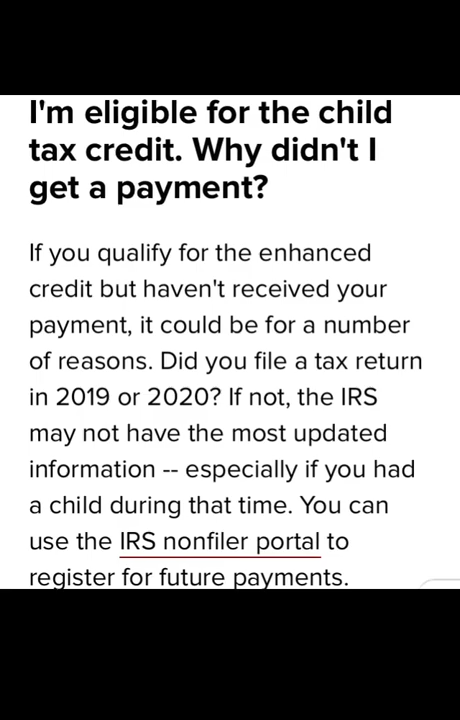 I'm eligible for the child
tax credit. Why didn't I
get a payment?
If you qualify for the enhanced
credit but haven't received your
payment, it could be for a number
of reasons. Did you file a tax return
in 2019 or 2020? If not, the IRS
may not have the most updated
information -- especially if you had
a child during that time. You can
use the IRS nonfiler portal to
register for future payments.